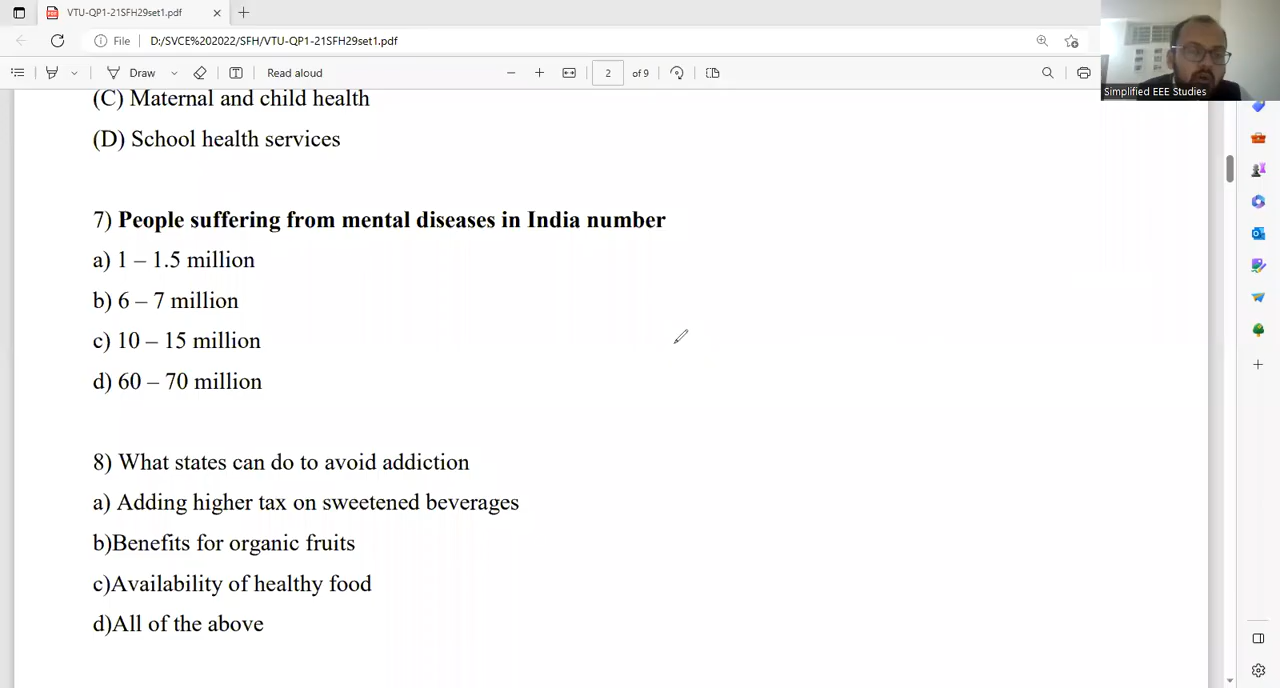 VTU-QP1-21SFH29set1.pdf
File
D:/SVCE%202022/SFH/VTU-QP1-21SFH29set1.pdf
Draw
Read aloud
2
of 9
Simplified EEE Studies
(C) Maternal and child health
(D) School health services
7) People suffering from mental diseases in India number
a) 1 – 1.5 million
b) 6 – 7 million
c) 10 – 15 million
d) 60 – 70 million
8) What states can do to avoid addiction
a) Adding higher tax on sweetened beverages
b)Benefits for organic fruits
c)Availability of healthy food
d)All of the above